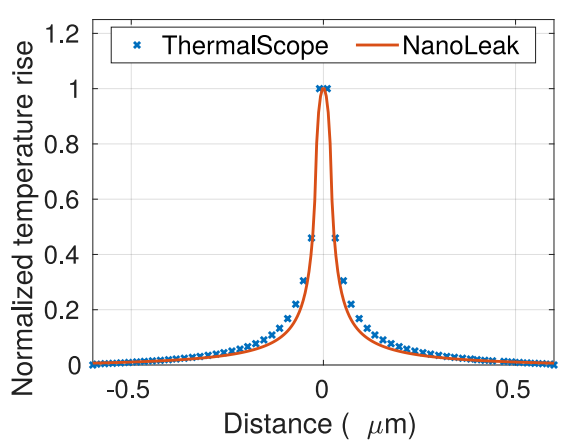 ThermalScope NanoLeak
Normalized temperature rise
1.2
1
0.8
0.6
0.4
0.2
0
-0.5 0 0.5
Distance ( μm)